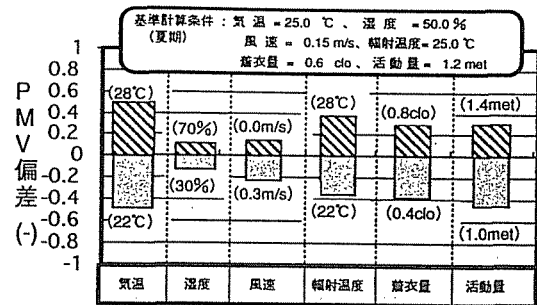 基準計算条件：気温=25.0 ℃、湿度=50.0%
(夏期)
風速 = 0.15 m/s、輻射温度= 25.0℃
着衣量 = 0.6 clo、活動量 = 1.2 met
PMV偏差(-)
1
0.8
0.6
0.4
0.2
0
-0.2
-0.4
-0.6
-0.8
-1
(28℃)
(70%)
(0.0m/s)
(28℃)
(0.8clo)
(1.4met)
(22℃)
(30%)
(0.3m/s)
(22℃)
(0.4clo)
(1.0met)
気温 湿度 風速 輻射温度 着衣量 活動量